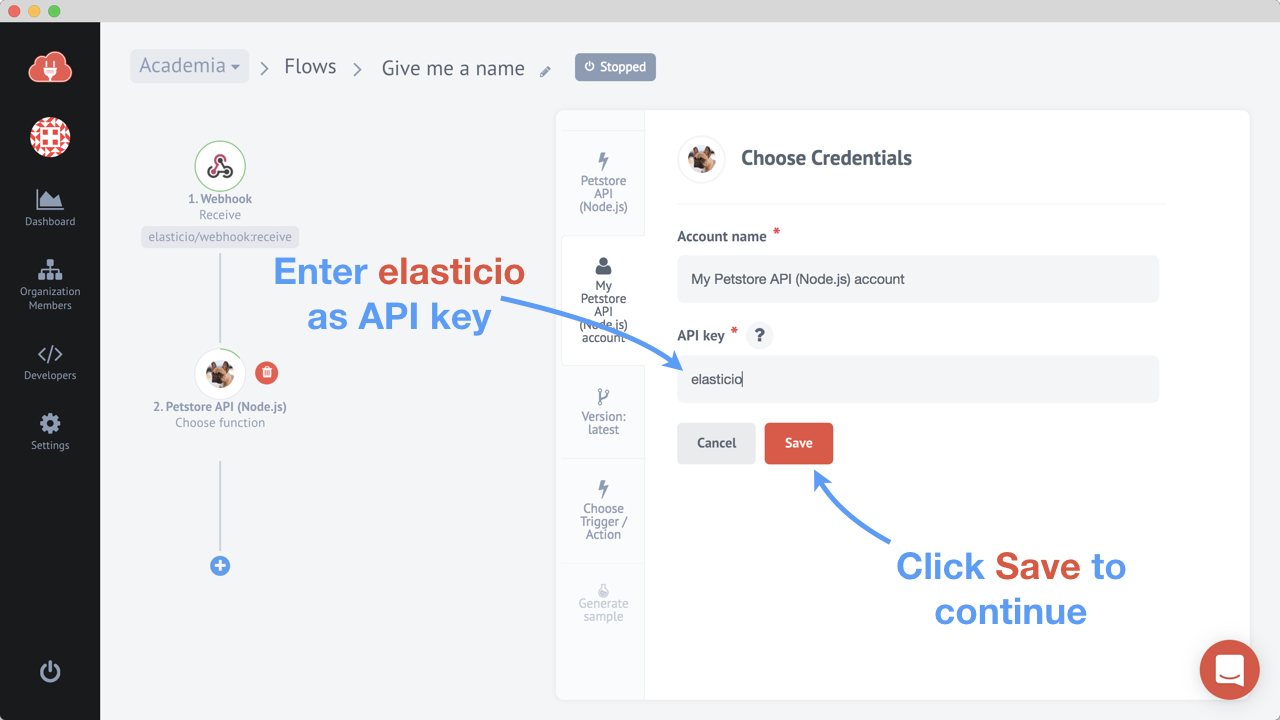 Academia
Flows
Give me a name
Stopped
Dashboard
Organization
Members
Developers
Settings
1. Webhook
Receive
elasticio/webhook:receive
2. Petstore API (Node.js)
Choose function
Enter elasticio
as API key
Petstore
API
(Node.js)
My
Petstore
API
(Node.js)
account
Version:
latest
Choose
Trigger /
Action
Generate
sample
Choose Credentials
Account name *
My Petstore API (Node.js) account
API key * ?
elasticio
Cancel
Save
Click Save to
continue